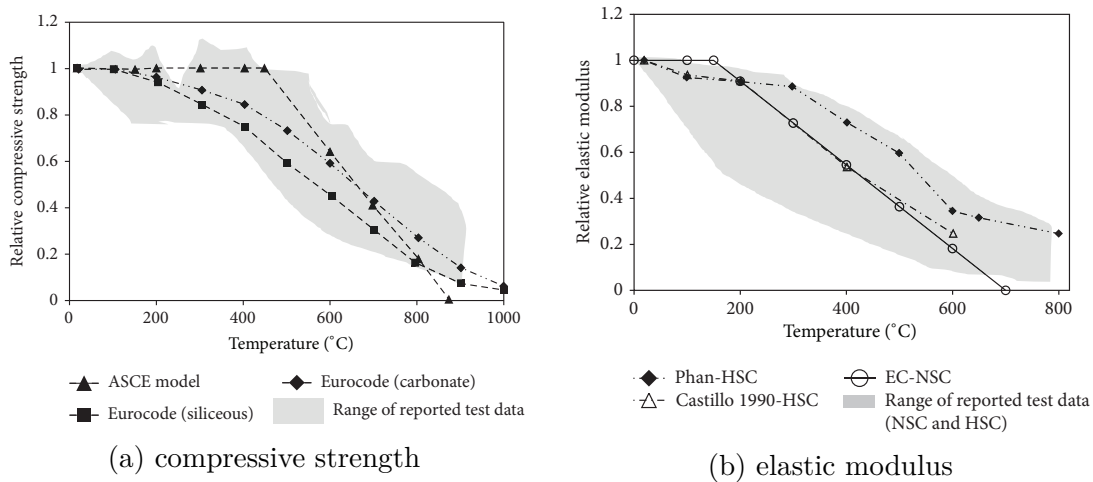 1.2
1
0.8
0.6
0.4
0.2
0
Relative compressive strength
0 200 400 600 800 1000
Temperature (˚C)
ASCE model
Eurocode (carbonate)
Eurocode (siliceous)
Range of reported test data
(a) compressive strength
1.2
1
0.8
0.6
0.4
0.2
0
Relative elastic modulus
0 200 400 600 800
Temperature (˚C)
Phan-HSC
EC-NSC
Castillo 1990-HSC
Range of reported test data
(NSC and HSC)
(b) elastic modulus